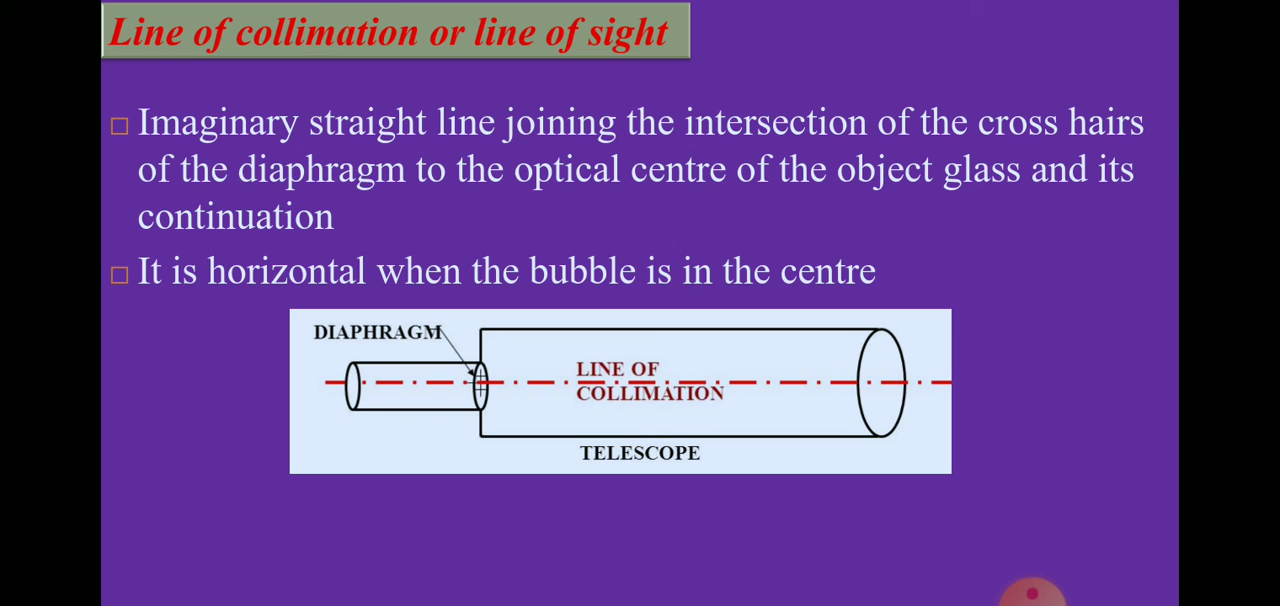 Line of collimation or line of sight
Imaginary straight line joining the intersection of the cross hairs
of the diaphragm to the optical centre of the object glass and its
continuation
It is horizontal when the bubble is in the centre
DIAPHRAGM
LINE OF
COLLIMATION
TELESCOPE